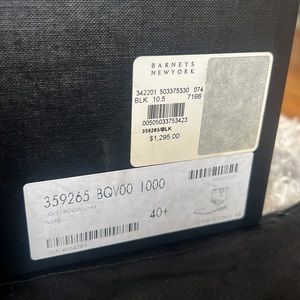 BARNEYS
NEW YORK
342201 503375330 074
BLK 10.5 7166
00505033753423
359265/BLK
$1,295.00
359265 BQV00 1000
NERO
40+